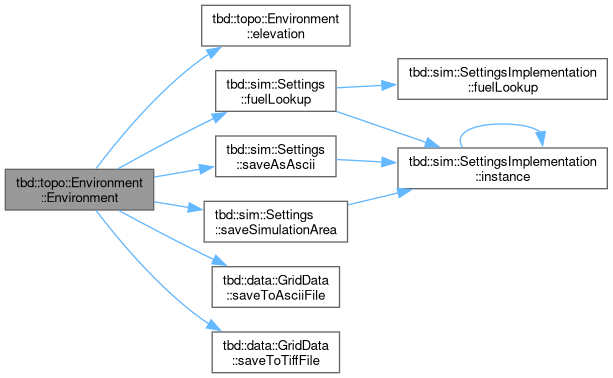 tbd::topo::Environment
::Environment
tbd::topo::Environment
::elevation
tbd::sim::Settings
::fuelLookup
tbd::sim::SettingsImplementation
::fuelLookup
tbd::sim::SettingsImplementation
::instance
tbd::sim::Settings
::saveAsAscii
tbd::sim::Settings
::saveSimulationArea
tbd::data::GridData
::saveToAsciiFile
tbd::data::GridData
::saveToTiffFile